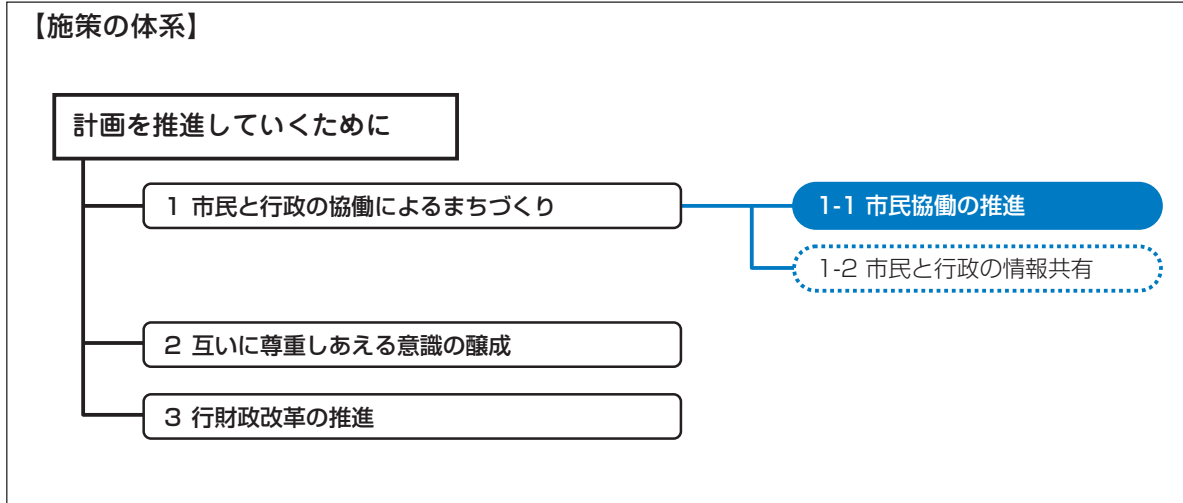 【施策の体系】
計画を推進していくために
1 市民と行政の協働によるまちづくり
1-1 市民協働の推進
1-2 市民と行政の情報共有
2 互いに尊重しあえる意識の醸成
3 行財政改革の推進